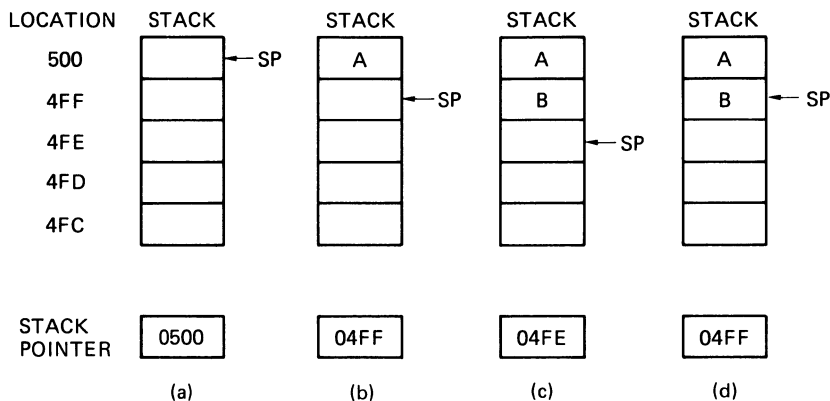 LOCATION STACK STACK STACK STACK
500 SP A A A
4FF SP B B SP
4FE SP
4FD
4FC
STACK
POINTER 0500 04FF 04FE 04FF
(a) (b) (c) (d)